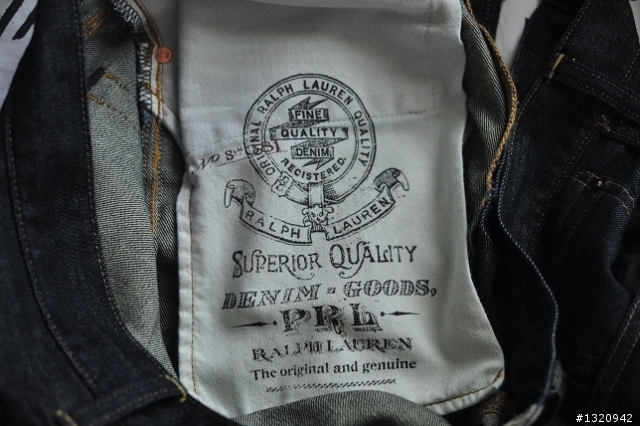 ORIGINAL RALPH LAUREN QUALITY
FINE
QUALITY
DENIM.
REGISTERED.
RALPH LAUREN
SUPERIOR QUALITY
DENIM-GOODS,
PRL
RALPH LAUREN
The original and genuine
#1320942